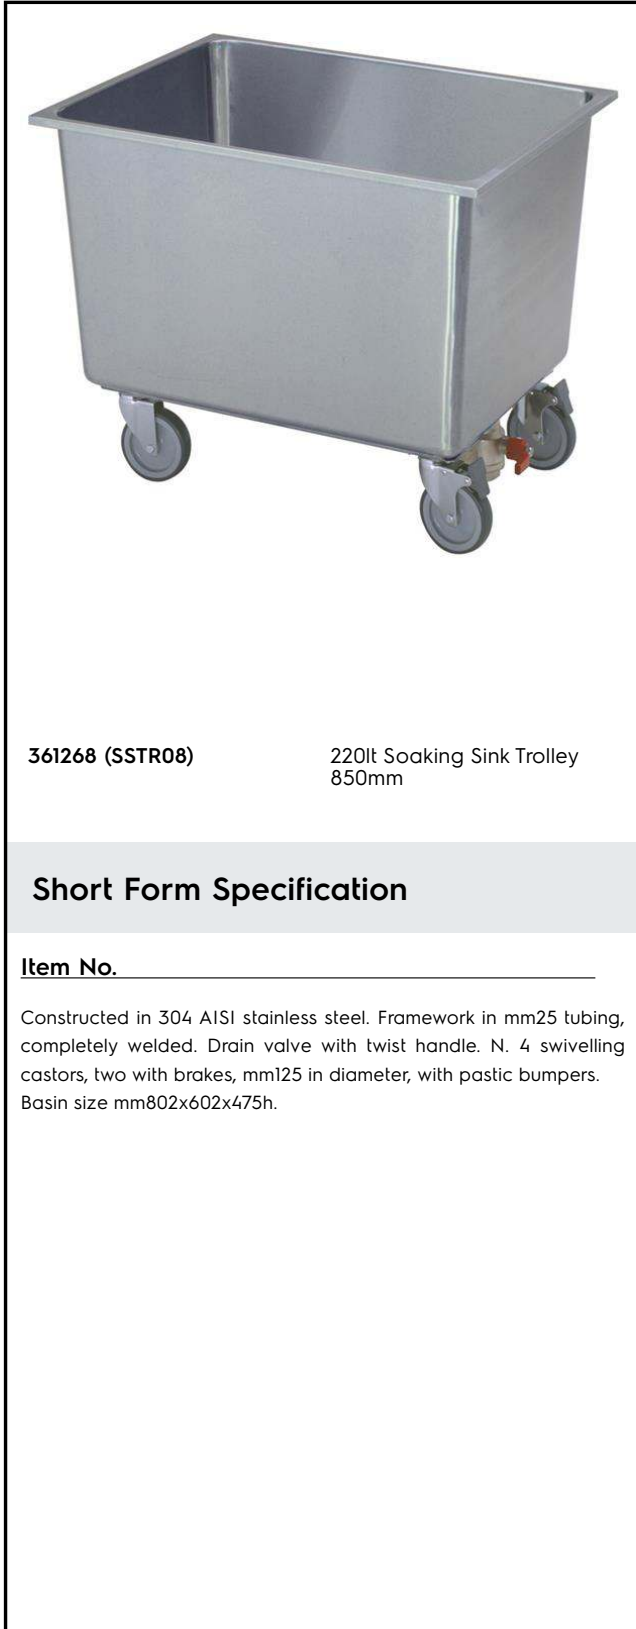 361268 (SSTR08)
220lt Soaking Sink Trolley
850mm
Short Form Specification
Item No.
Constructed in 304 AISI stainless steel. Framework in mm25 tubing,
completely welded. Drain valve with twist handle. N. 4 swivelling
castors, two with brakes, mm125 in diameter, with pastic bumpers.
Basin size mm802x602x475h.